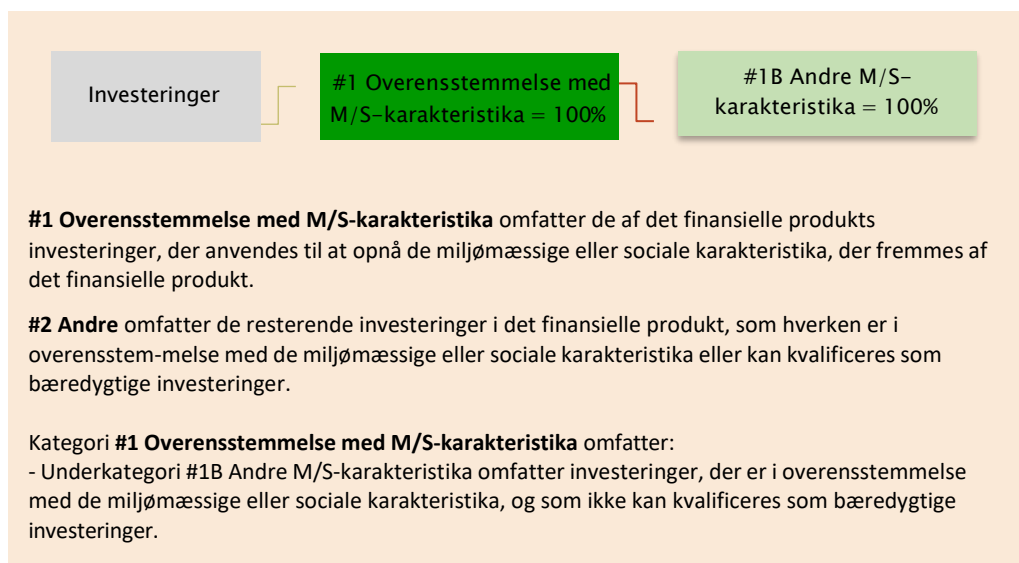 Investeringer
#1 Overensstemmelse med
M/S-karakteristika = 100%
#1B Andre M/S-
karakteristika = 100%
#1 Overensstemmelse med M/S-karakteristika omfatter de af det finansielle produkts
investeringer, der anvendes til at opnå de miljømæssige eller sociale karakteristika, der fremmes af
det finansielle produkt.
#2 Andre omfatter de resterende investeringer i det finansielle produkt, som hverken er i
overensstem-melse med de miljømæssige eller sociale karakteristika eller kan kvalificeres som
bæredygtige investeringer.
Kategori #1 Overensstemmelse med M/S-karakteristika omfatter:
- Underkategori #1B Andre M/S-karakteristika omfatter investeringer, der er i overensstemmelse
med de miljømæssige eller sociale karakteristika, og som ikke kan kvalificeres som bæredygtige
investeringer.